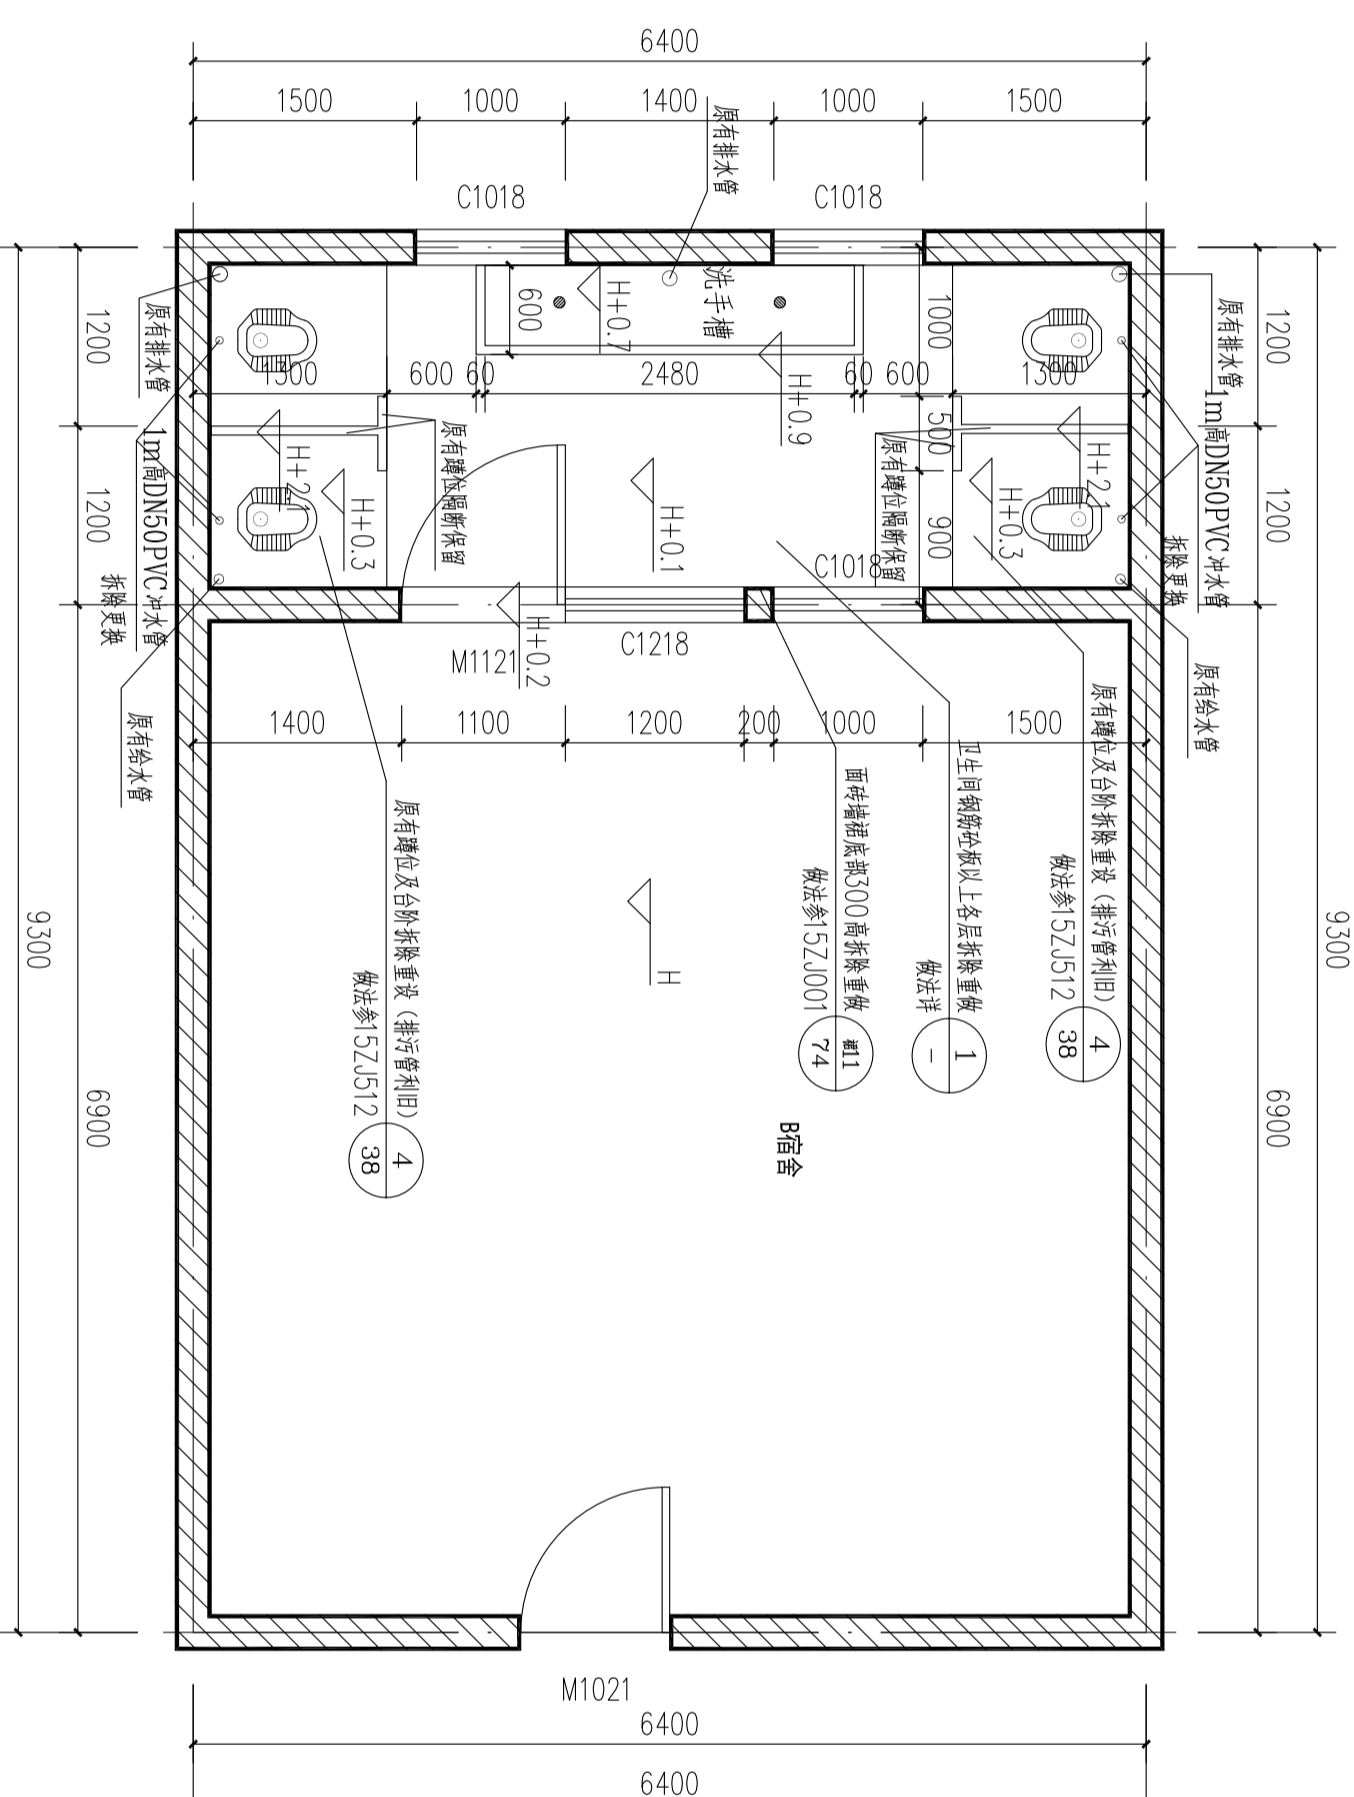 6400
1500
1000
1400
1000
1500
原有排水管
C1018
C1018
1200
1200
6900
9300
1200
1200
6900
9300
原有排水管
原有排水管
洗手槽
600
H+0.7
H+0.9
1000
500
900
1300
600
60
2480
60
600
1300
1m高DN50PVC冲水管
拆除更换
1m高DN50PVC冲水管
拆除更换
H+2.1
H+0.3
H+2.1
H+0.3
原有蹲位隔断保留
原有蹲位隔断保留
H+0.1
C1018
H+0.2
M1121
C1218
原有给水管
原有给水管
1400
1100
1200
200
1000
1500
原有蹲位及台阶拆除重设（排污管利旧）
做法参15ZJ512
4
38
卫生间钢筋砼板以上各层拆除重做
做法详
1
–
面砖墙裙底部300高拆除重做
做法参15ZJ001
裙11
74
原有蹲位及台阶拆除重设（排污管利旧）
做法参15ZJ512
4
38
H
B宿舍
M1021
6400
6400